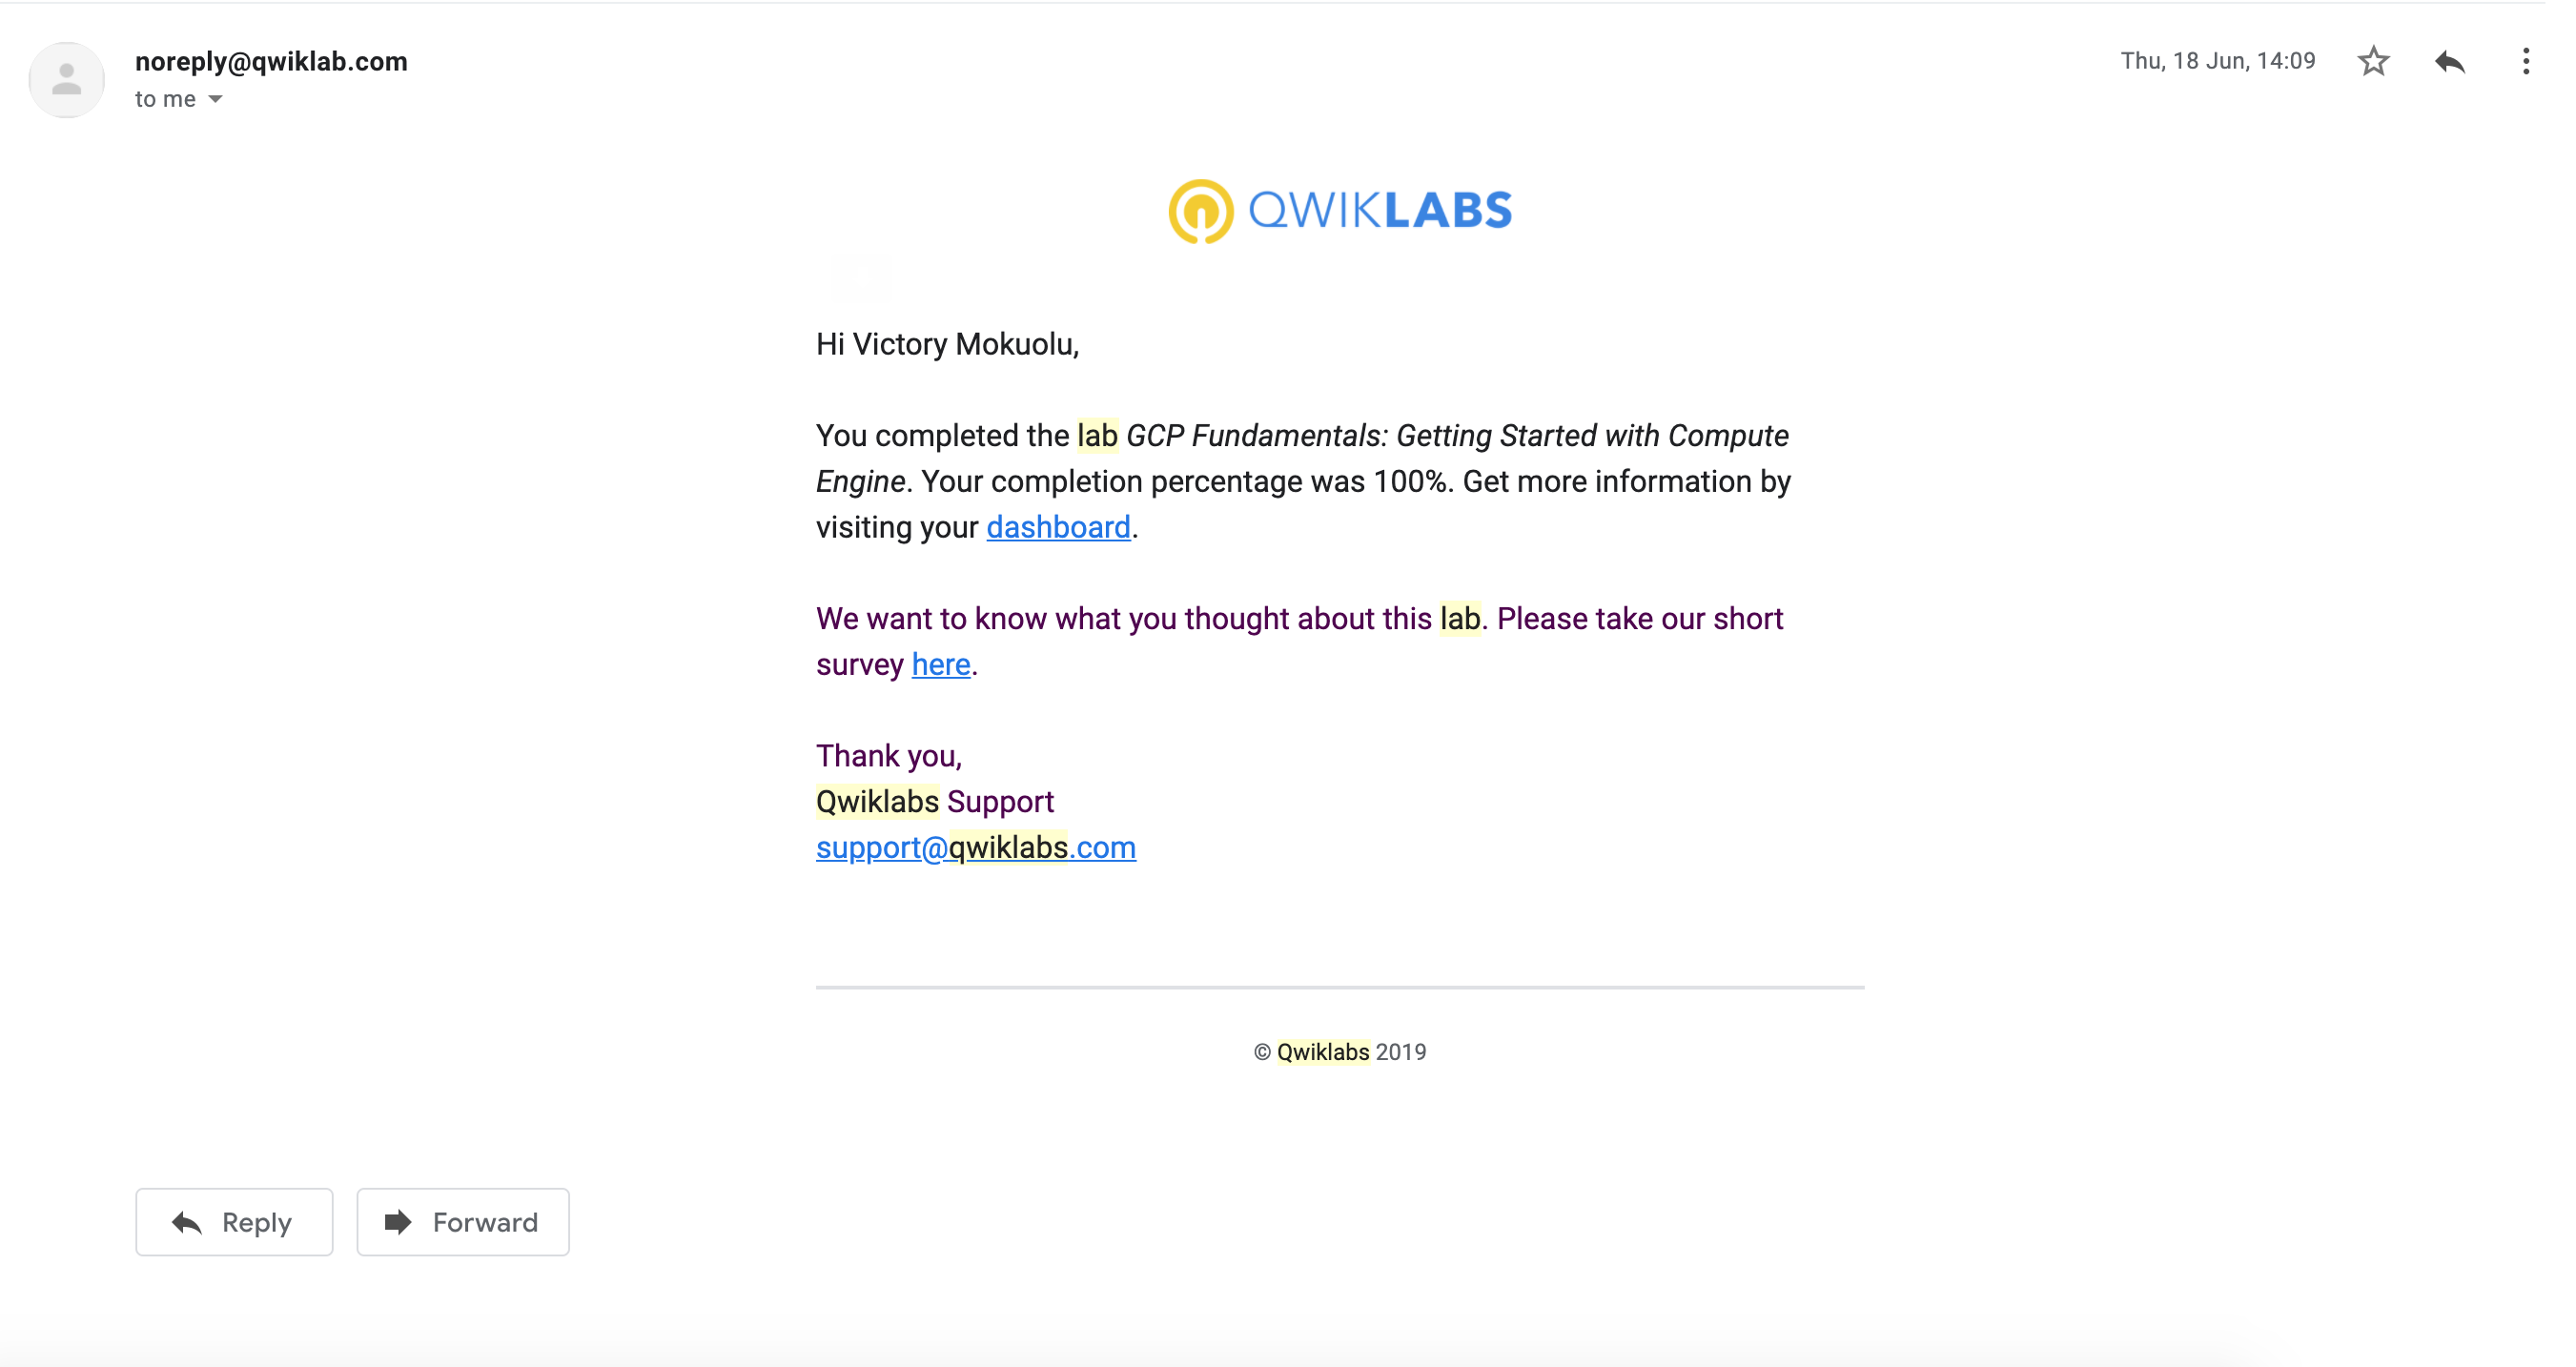 noreply@qwiklab.com
Thu, 18 Jun, 14:09
to me
QWIKLABS
Hi Victory Mokuolu,
You completed the lab GCP Fundamentals: Getting Started with Compute
Engine. Your completion percentage was 100%. Get more information by
visiting your dashboard.
We want to know what you thought about this lab. Please take our short
survey here.
Thank you,
Qwiklabs Support
support@qwiklabs.com
© Qwiklabs 2019
Reply
Forward